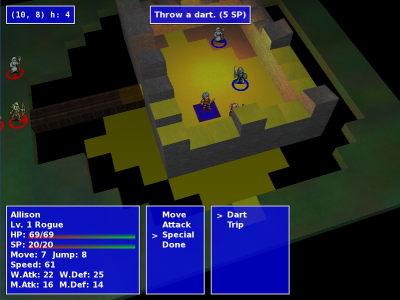 (10, 8) h: 4
Throw a dart. (5 SP)
Allison
Lv. 1 Rogue
HP: 69/69
SP: 20/20
Move: 7 Jump: 8
Speed: 61
W.Atk: 22 W.Def: 25
M.Atk: 16 M.Def: 14
Move
Attack
> Special
Done
> Dart
Trip